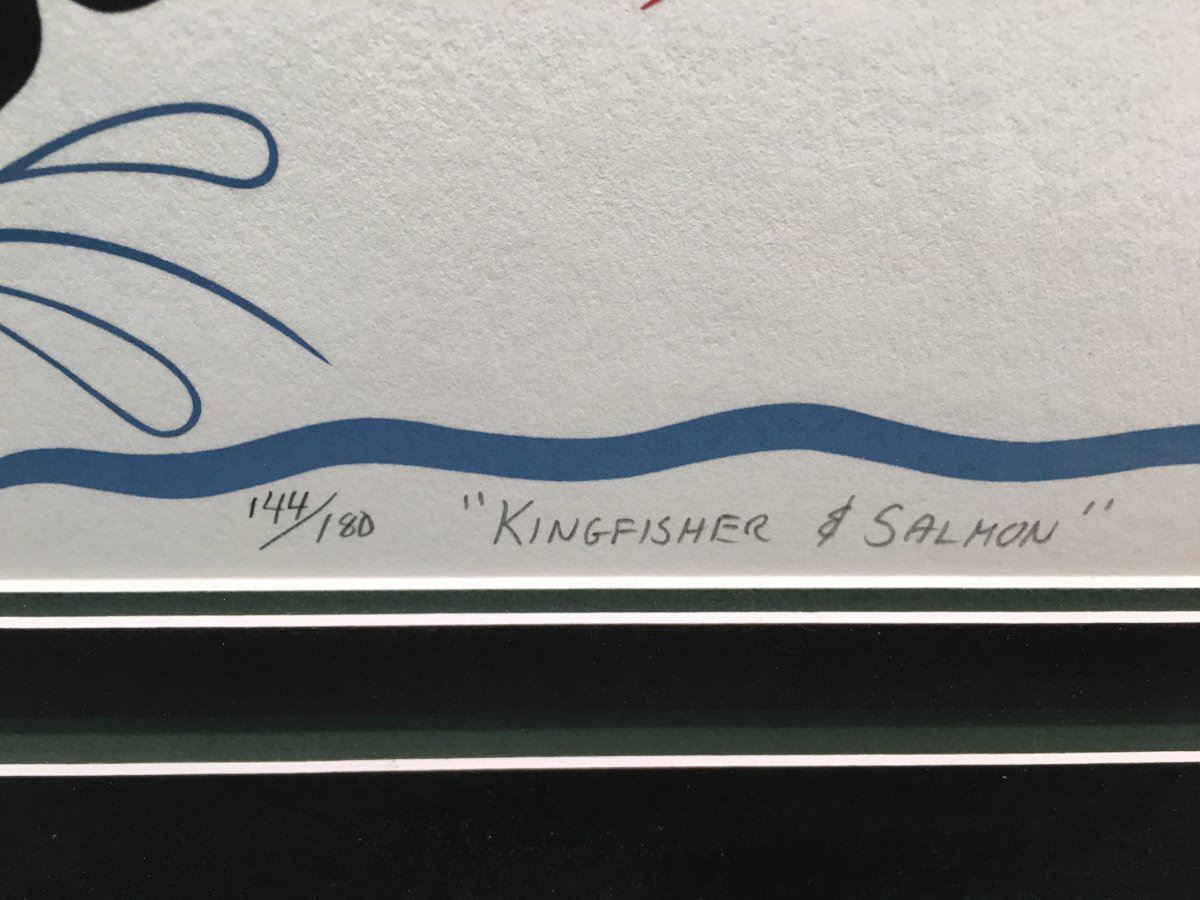 144/180 "KINGFISHER & SALMON"